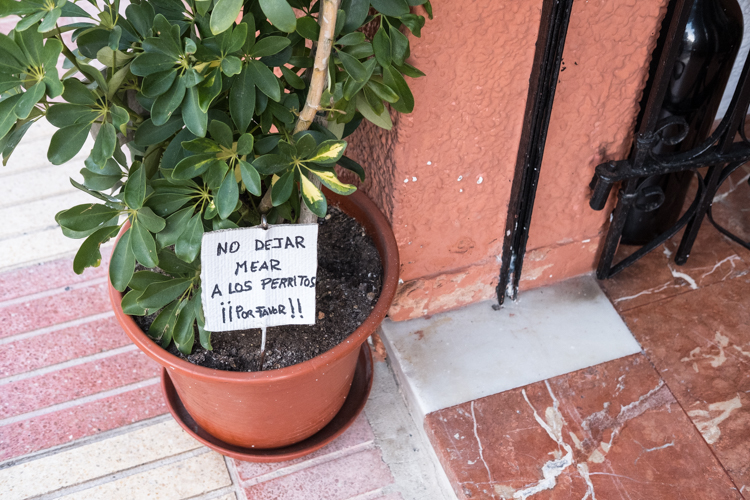 NO DEJAR
MEAR
A LOS PERRITOS
¡¡POR FAVOR!!